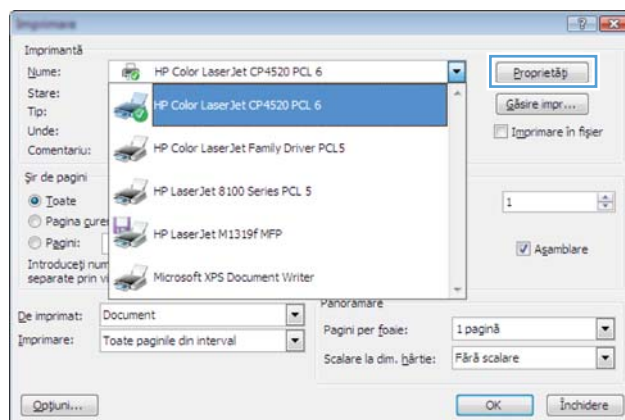 Imprimare
Imprimantă
Nume: HP Color LaserJet CP4520 PCL 6 Proprietăți
Stare: HP Color LaserJet CP4520 PCL 6 Găsire impr...
Tip:
Unde: Imprimare în fișier
Comentariu: HP Color LaserJet Family Driver PCL5
Șir de pagini
Toate HP LaserJet 8100 Series PCL 5 1
Pagina curen
Pagini: HP LaserJet M1319f MFP Asamblare
Introduceți num
separate prin vi Microsoft XPS Document Writer
De imprimat: Document Panoramare
Imprimare: Toate paginile din interval Pagini per foaie: 1 pagină
Scalare la dim. hârtie: Fără scalare
Opțiuni... OK Închidere